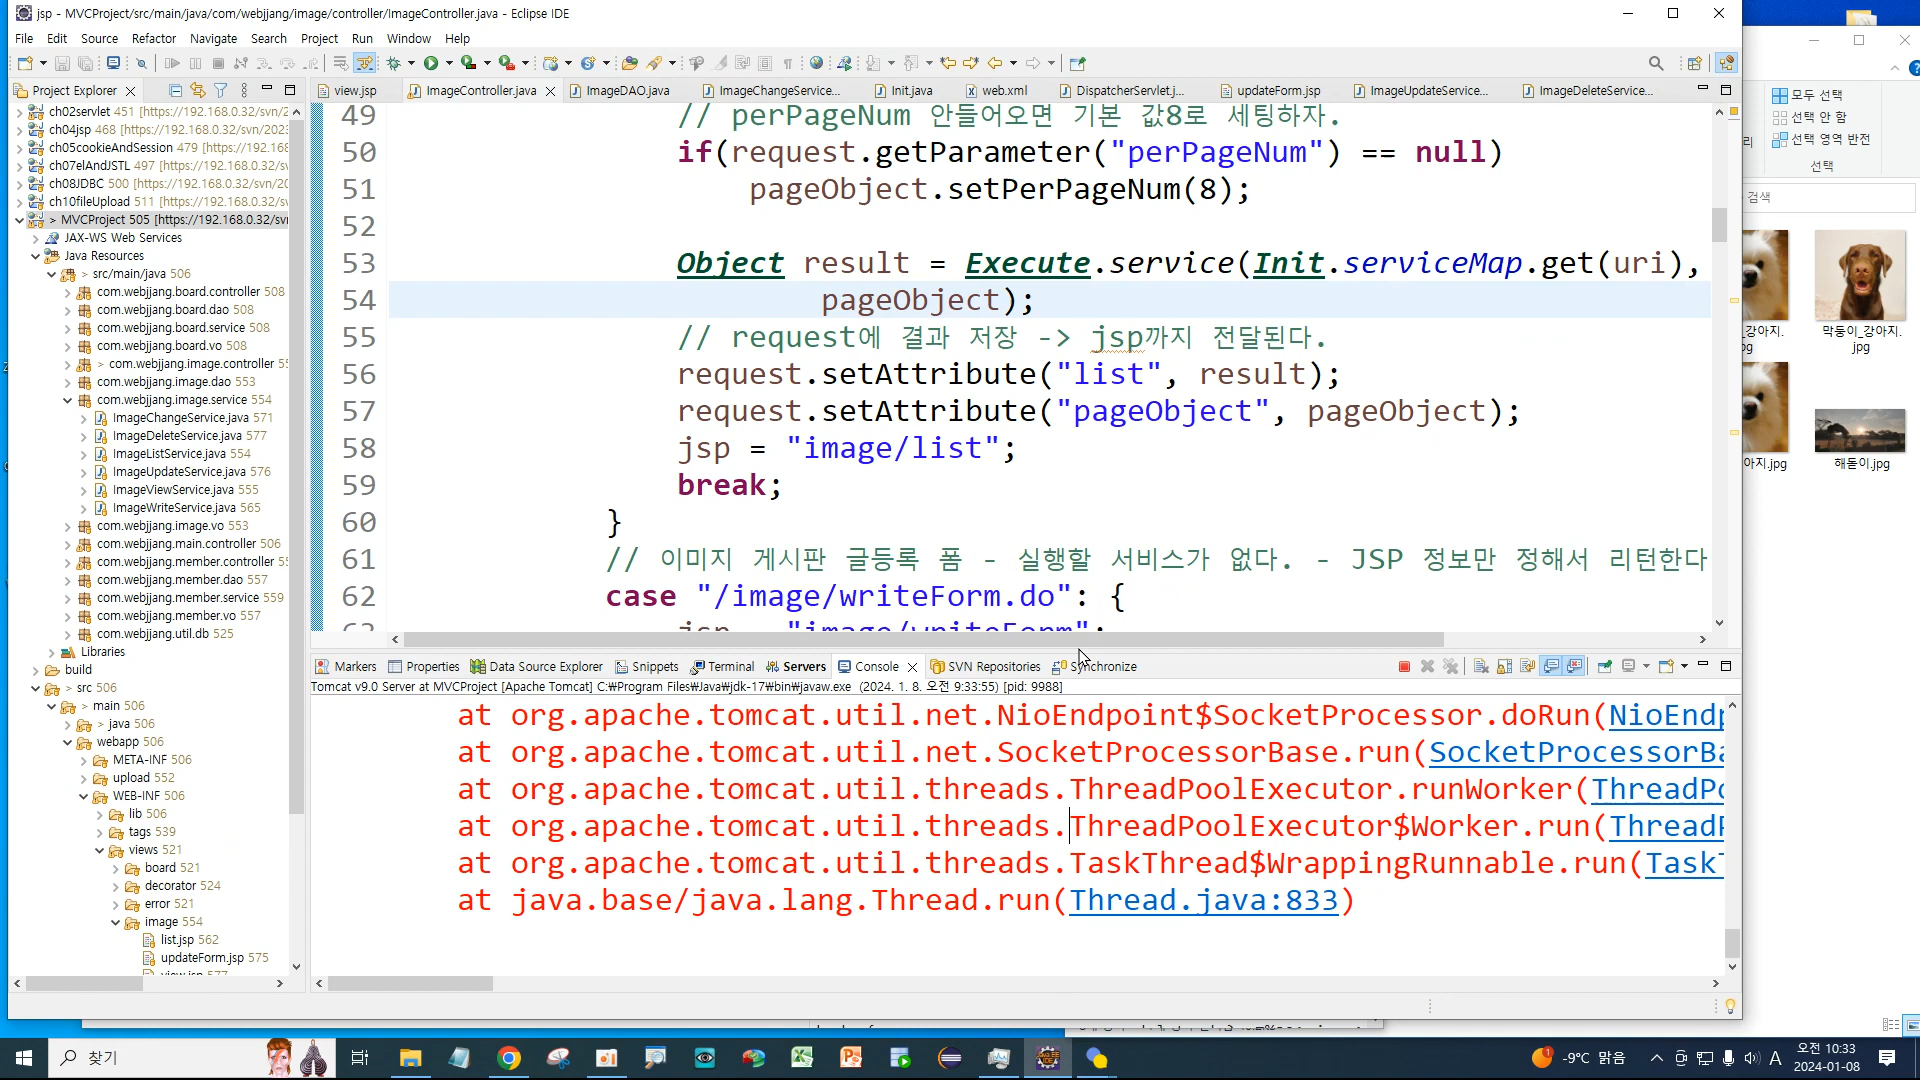 jsp - MVCProject/src/main/java/com/webjjang/image/controller/ImageController.java - Eclipse IDE
File Edit Source Refactor Navigate Search Project Run Window Help
Project Explorer
view.jsp ImageController.java ImageDAO.java ImageChangeService... Init.java web.xml DispatcherServlet.j... updateForm.jsp ImageUpdateService... ImageDeleteService...
ch02servlet 451 [https://192.168.0.32/svn/2
ch04jsp 468 [https://192.168.0.32/svn/202
ch05cookieAndSession 479 [https://192.168
ch07elAndJSTL 497 [https://192.168.0.32/sv
ch08JDBC 500 [https://192.168.0.32/svn/20
ch10fileUpload 511 [https://192.168.0.32/sv
> MVCProject 505 [https://192.168.0.32/svn
JAX-WS Web Services
Java Resources
> src/main/java 506
com.webjjang.board.controller 508
com.webjjang.board.dao 508
com.webjjang.board.service 508
com.webjjang.board.vo 508
> com.webjjang.image.controller 5
com.webjjang.image.dao 553
com.webjjang.image.service 554
ImageChangeService.java 571
ImageDeleteService.java 577
ImageListService.java 554
ImageUpdateService.java 576
ImageViewService.java 555
ImageWriteService.java 565
com.webjjang.image.vo 553
com.webjjang.main.controller 506
com.webjjang.member.controller 5
com.webjjang.member.dao 557
com.webjjang.member.service 559
com.webjjang.member.vo 557
com.webjjang.util.db 525
Libraries
build
> src 506
> main 506
> java 506
webapp 506
META-INF 506
upload 552
WEB-INF 506
lib 506
tags 539
views 521
board 521
decorator 524
error 521
image 554
list.jsp 562
updateForm.jsp 575
view.jsp 577
49 // perPageNum 안들어오면 기본 값8로 세팅하자.
50 if(request.getParameter("perPageNum") == null)
51 pageObject.setPerPageNum(8);
52
53 Object result = Execute.service(Init.serviceMap.get(uri),
54 pageObject);
55 // request에 결과 저장 -> jsp까지 전달된다.
56 request.setAttribute("list", result);
57 request.setAttribute("pageObject", pageObject);
58 jsp = "image/list";
59 break;
60 }
61 // 이미지 게시판 글등록 폼 - 실행할 서비스가 없다. - JSP 정보만 정해서 리턴한다
62 case "/image/writeForm.do": {
63 jsp = "image/writeForm";
Markers Properties Data Source Explorer Snippets Terminal Servers Console SVN Repositories Synchronize
Tomcat v9.0 Server at MVCProject [Apache Tomcat] C:₩Program Files₩Java₩jdk-17₩bin₩javaw.exe (2024. 1. 8. 오전 9:33:55) [pid: 9988]
at org.apache.tomcat.util.net.NioEndpoint$SocketProcessor.doRun(NioEndp
at org.apache.tomcat.util.net.SocketProcessorBase.run(SocketProcessorBa
at org.apache.tomcat.util.threads.ThreadPoolExecutor.runWorker(ThreadPo
at org.apache.tomcat.util.threads.ThreadPoolExecutor$Worker.run(ThreadP
at org.apache.tomcat.util.threads.TaskThread$WrappingRunnable.run(TaskT
at java.base/java.lang.Thread.run(Thread.java:833)
모두 선택
선택 안 함
선택 영역 반전
선택
검색
강아지.
막둥이_강아지.
jpg
아지.jpg
해돋이.jpg
찾기
-9°C 맑음
A
오전 10:33
2024-01-08